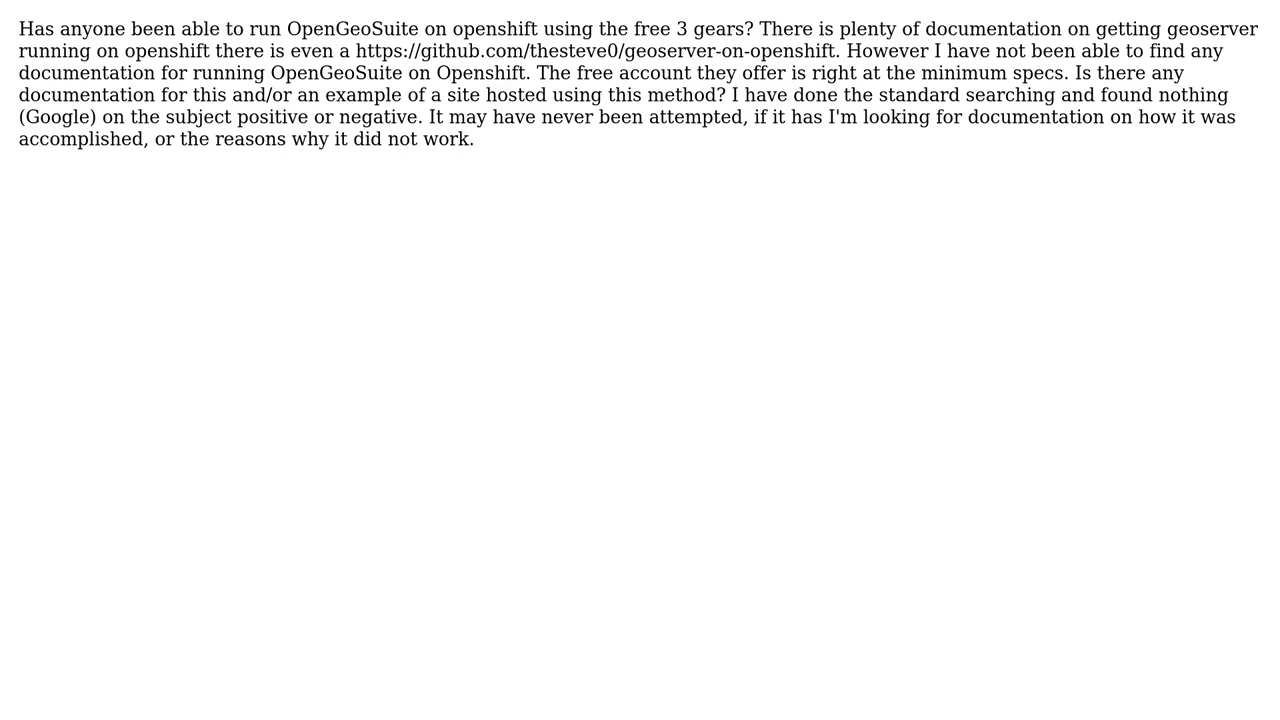 Has anyone been able to run OpenGeoSuite on openshift using the free 3 gears? There is plenty of documentation on getting geoserver
running on openshift there is even a https://github.com/thesteve0/geoserver-on-openshift. However I have not been able to find any
documentation for running OpenGeoSuite on Openshift. The free account they offer is right at the minimum specs. Is there any
documentation for this and/or an example of a site hosted using this method? I have done the standard searching and found nothing
(Google) on the subject positive or negative. It may have never been attempted, if it has I'm looking for documentation on how it was
accomplished, or the reasons why it did not work.